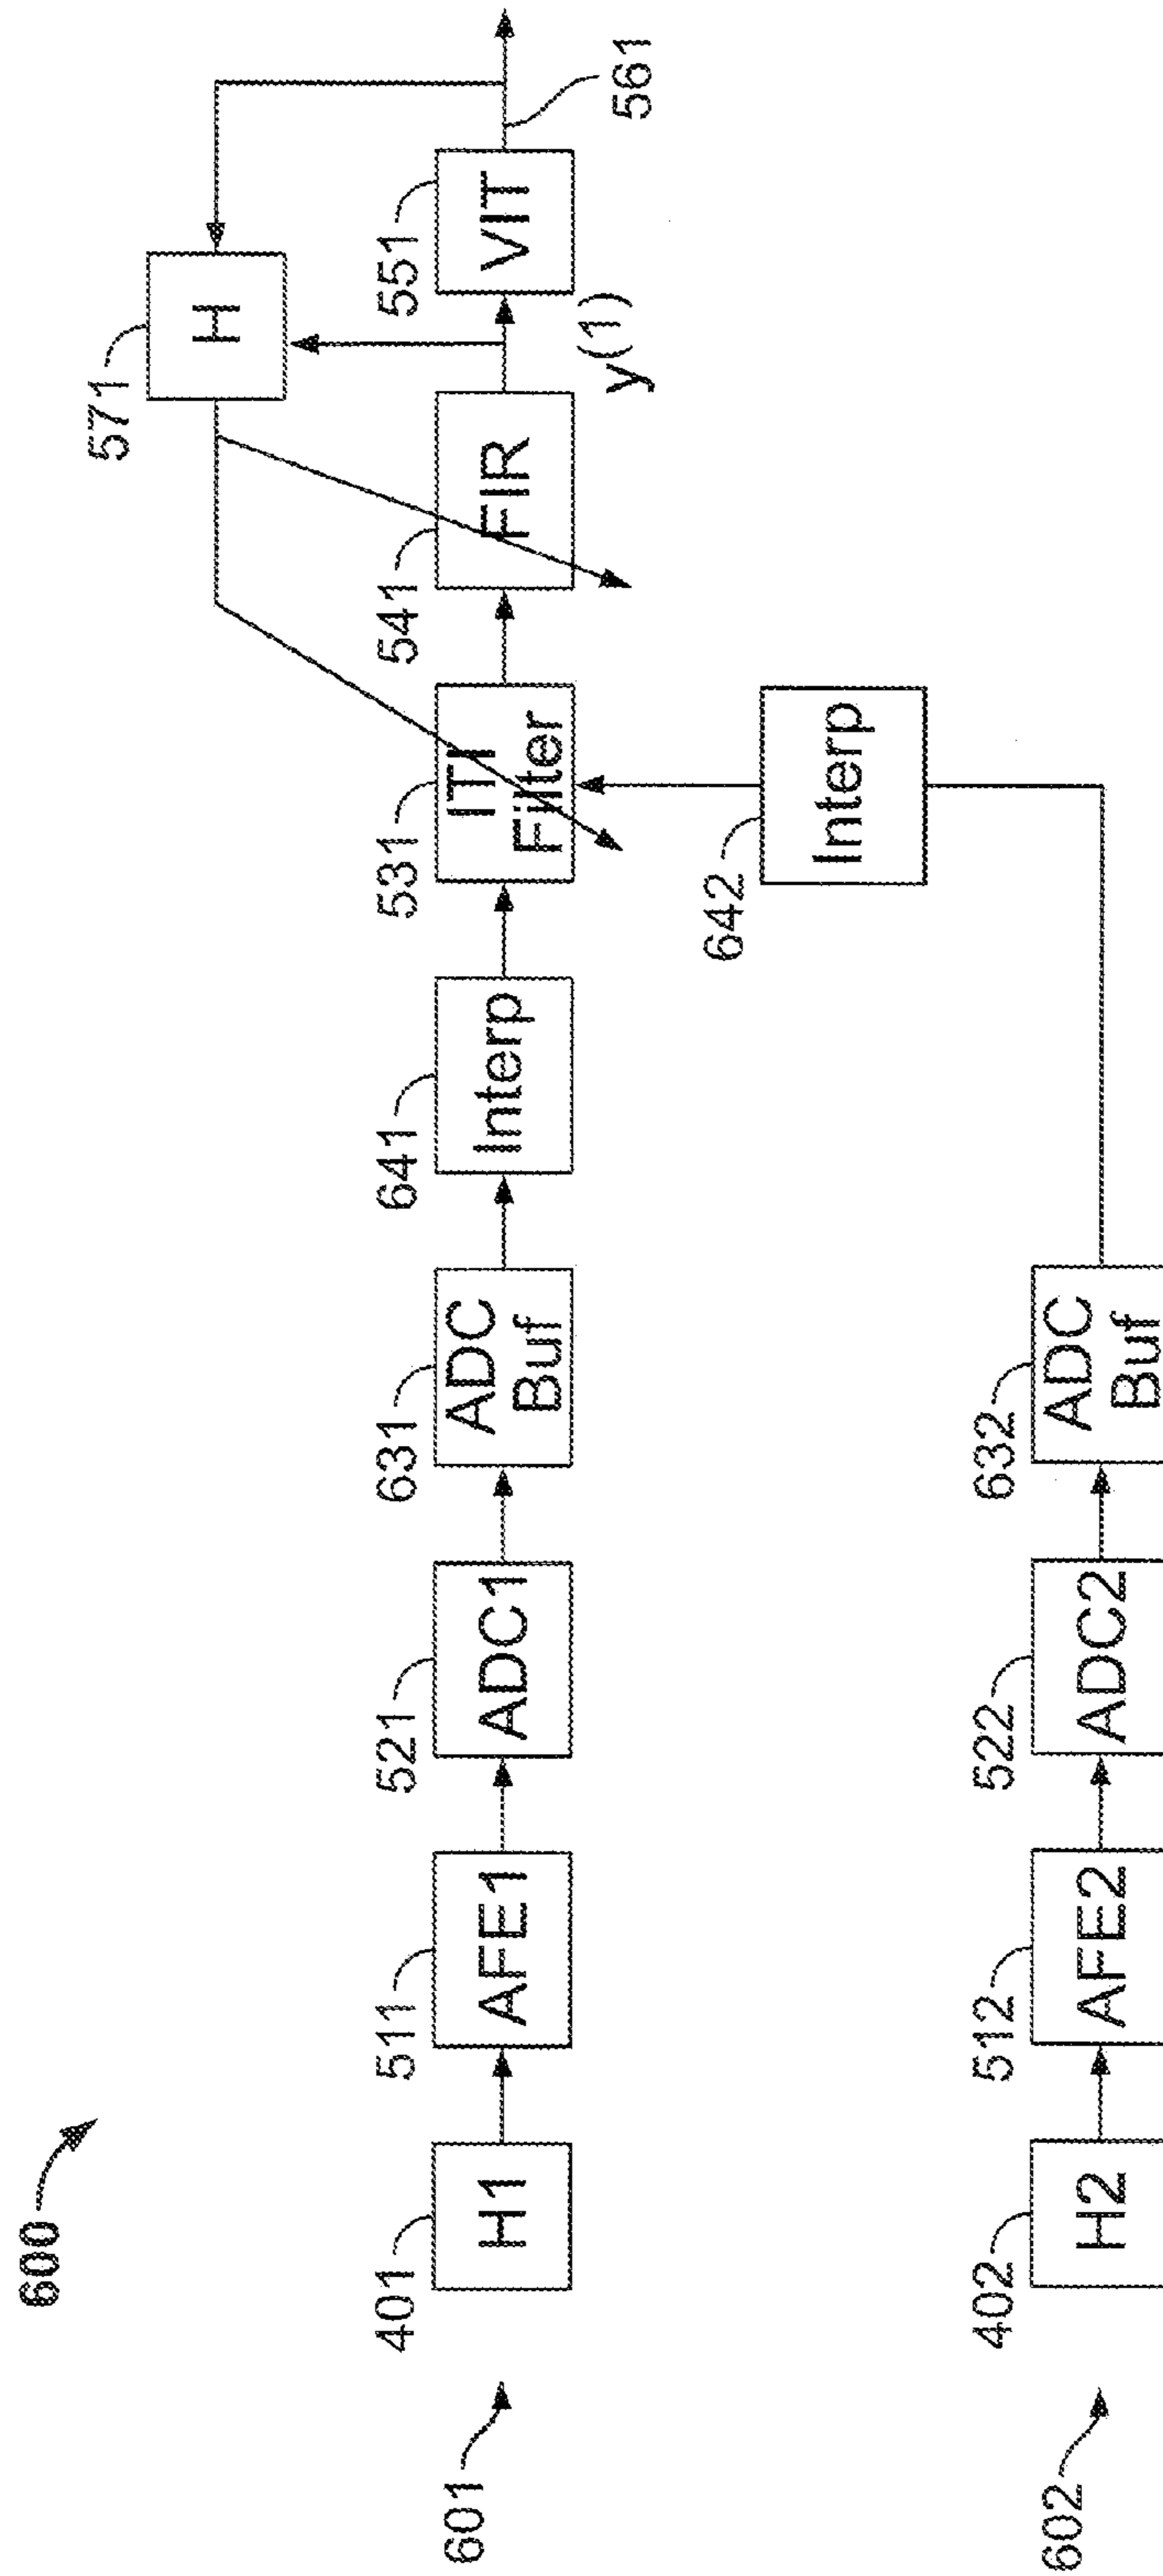 600
571
H
601
401
H1
511
AFE1
521
ADC1
631
ADC
Buf
641
Interp
531
ITI
Filter
541
FIR
y(1)
551
VIT
561
642
Interp
602
402
H2
512
AFE2
522
ADC2
632
ADC
Buf